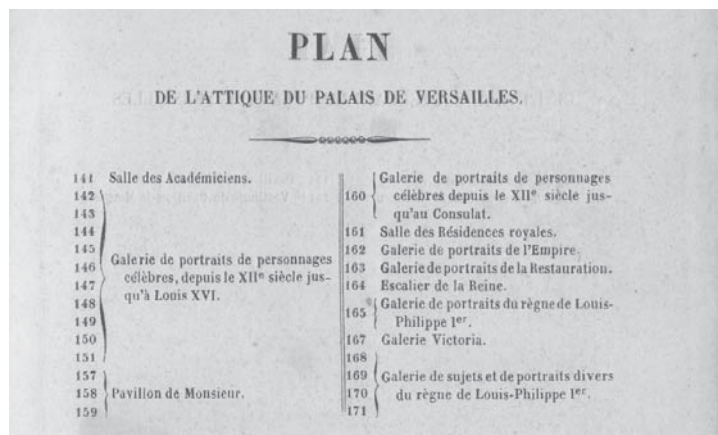 PLAN
DE L'ATTIQUE DU PALAIS DE VERSAILLES.
141 Salle des Académiciens.
142
143
144
145
146
147
148
149
150
151
Galerie de portraits de personnages
célèbres, depuis le XIIe siècle jus-
qu'à Louis XVI.
157
158
159
Pavillon de Monsieur.
160
Galerie de portraits de personnages
célèbres depuis le XIIe siècle jus-
qu'au Consulat.
161 Salle des Résidences royales.
162 Galerie de portraits de l'Empire.
163 Galerie de portraits de la Restauration.
164 Escalier de la Reine.
165
Galerie de portraits du règne de Louis-
Philippe Ier.
167 Galerie Victoria.
168
169
170
171
Galerie de sujets et de portraits divers
du règne de Louis-Philippe Ier.